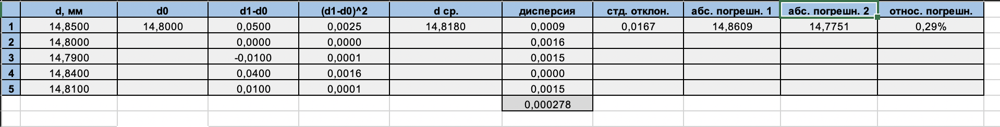 d, мм d0 d1-d0 (d1-d0)^2 d ср. дисперсия стд. отклон. абс. погрешн. 1 абс. погрешн. 2 относ. погрешн.
1 14,8500 14,8000 0,0500 0,0025 14,8180 0,0009 0,0167 14,8609 14,7751 0,29%
2 14,8000 0,0000 0,0000 0,0016
3 14,7900 -0,0100 0,0001 0,0015
4 14,8400 0,0400 0,0016 0,0000
5 14,8100 0,0100 0,0001 0,0015
0,000278